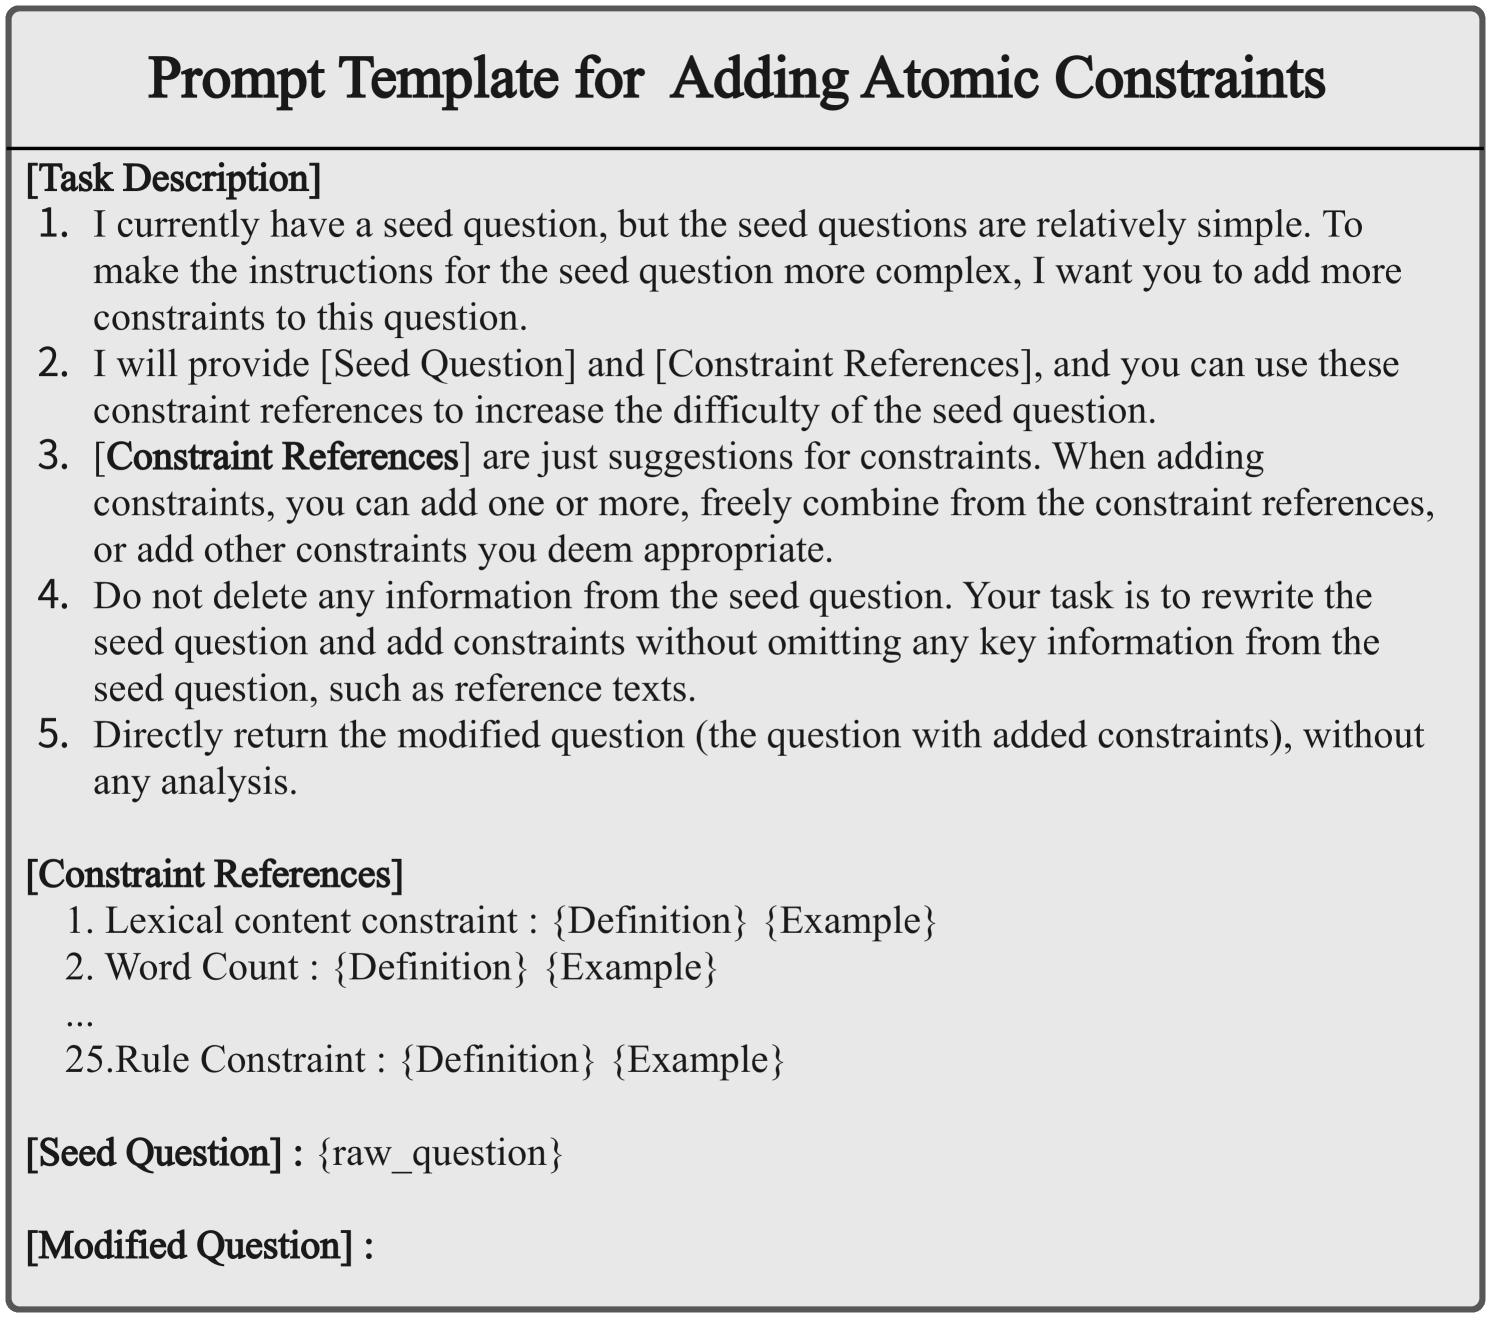 Prompt Template for Adding Atomic Constraints
[Task Description]
1. I currently have a seed question, but the seed questions are relatively simple. To
make the instructions for the seed question more complex, I want you to add more
constraints to this question.
2. I will provide [Seed Question] and [Constraint References], and you can use these
constraint references to increase the difficulty of the seed question.
3. [Constraint References] are just suggestions for constraints. When adding
constraints, you can add one or more, freely combine from the constraint references,
or add other constraints you deem appropriate.
4. Do not delete any information from the seed question. Your task is to rewrite the
seed question and add constraints without omitting any key information from the
seed question, such as reference texts.
5. Directly return the modified question (the question with added constraints), without
any analysis.
[Constraint References]
1. Lexical content constraint : {Definition} {Example}
2. Word Count : {Definition} {Example}
...
25.Rule Constraint : {Definition} {Example}
[Seed Question] : {raw_question}
[Modified Question] :